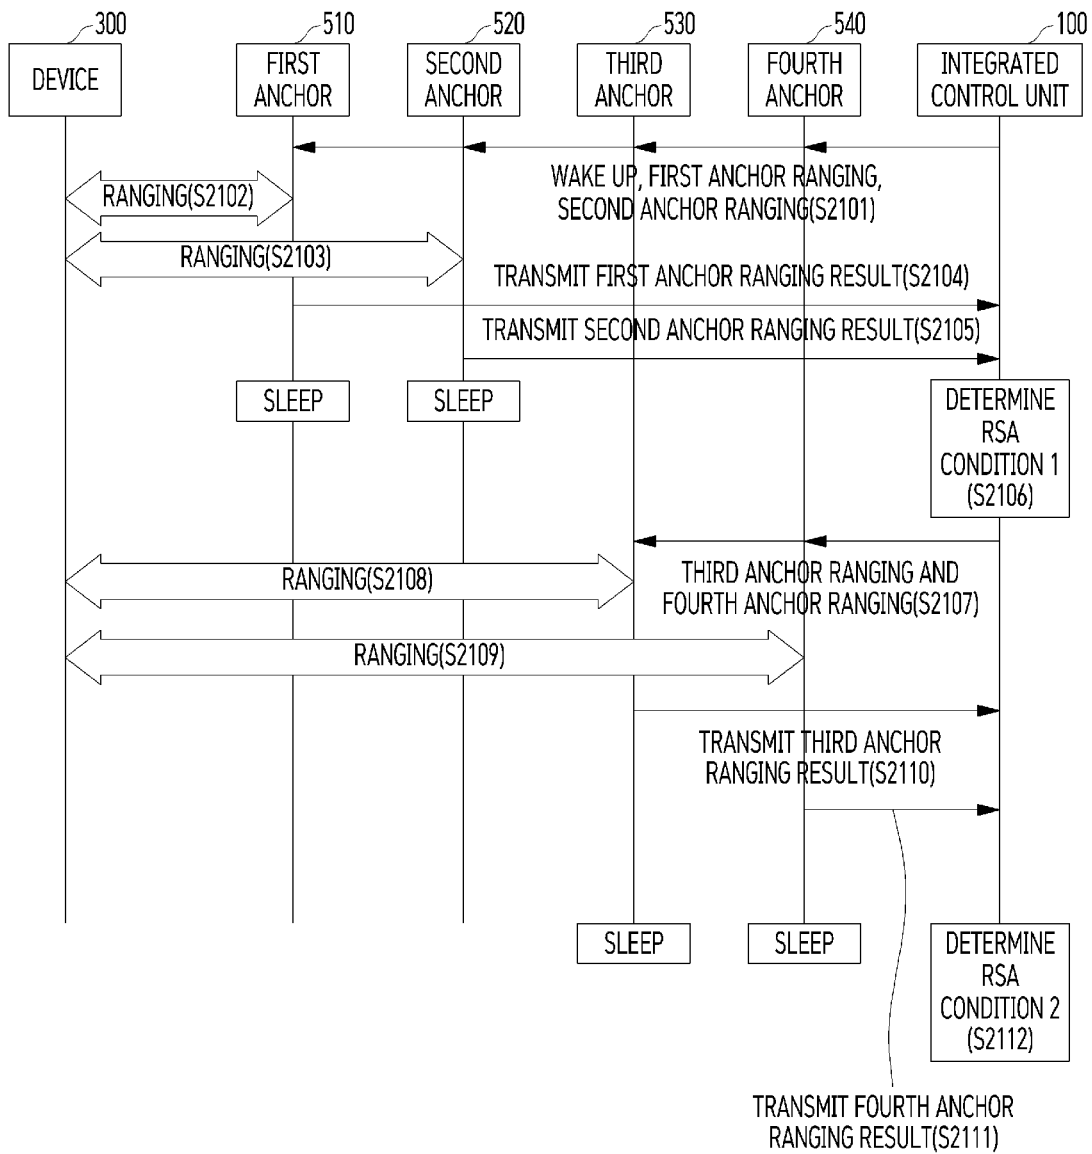 300
510
520
530
540
100
DEVICE
FIRST
ANCHOR
SECOND
ANCHOR
THIRD
ANCHOR
FOURTH
ANCHOR
INTEGRATED
CONTROL UNIT
WAKE UP, FIRST ANCHOR RANGING,
SECOND ANCHOR RANGING(S2101)
RANGING(S2102)
RANGING(S2103)
TRANSMIT FIRST ANCHOR RANGING RESULT(S2104)
TRANSMIT SECOND ANCHOR RANGING RESULT(S2105)
SLEEP
SLEEP
DETERMINE
RSA
CONDITION 1
(S2106)
THIRD ANCHOR RANGING AND
FOURTH ANCHOR RANGING(S2107)
RANGING(S2108)
RANGING(S2109)
TRANSMIT THIRD ANCHOR
RANGING RESULT(S2110)
SLEEP
SLEEP
DETERMINE
RSA
CONDITION 2
(S2112)
TRANSMIT FOURTH ANCHOR
RANGING RESULT(S2111)